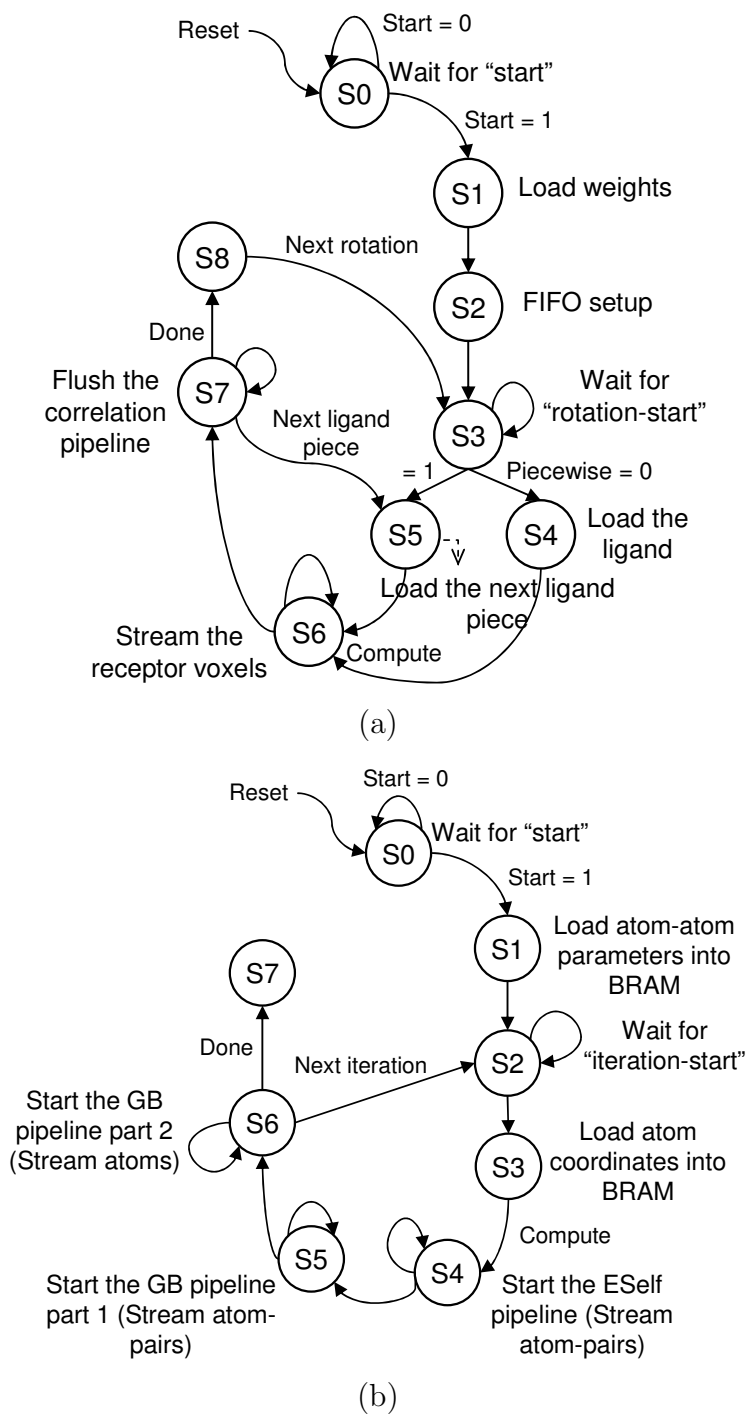 Start = 0
Reset
Wait for “start”
S0
Start = 1
S1
Load weights
S8
Next rotation
S2
FIFO setup
Done
Flush the
correlation
pipeline
S7
Next ligand
piece
S3
Wait for
“rotation-start”
= 1
Piecewise = 0
S5
S4
Load the
ligand
Load the next ligand
piece
Stream the
receptor voxels
S6
Compute
(a)
Start = 0
Reset
Wait for “start”
S0
Start = 1
S1
Load atom-atom
parameters into
BRAM
S7
Done
Next iteration
S2
Wait for
“iteration-start”
Start the GB
pipeline part 2
(Stream atoms)
S6
S3
Load atom
coordinates into
BRAM
Compute
S5
S4
Start the GB pipeline
part 1 (Stream atom-
pairs)
Start the ESelf
pipeline (Stream
atom-pairs)
(b)